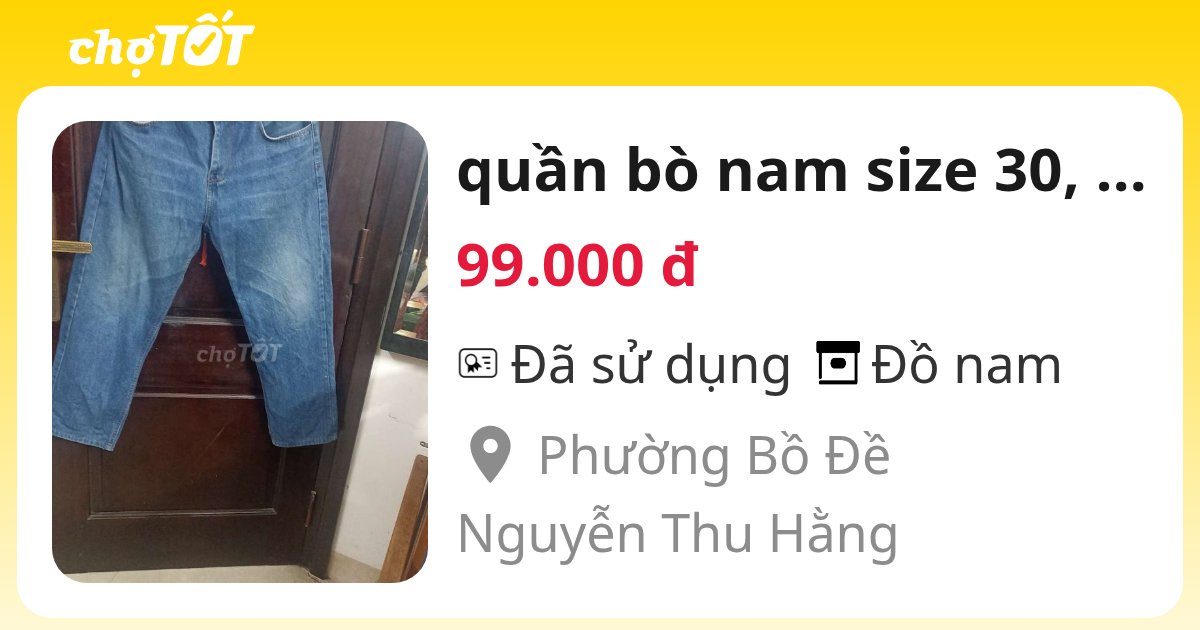 chợTỐT
quần bò nam size 30, ...
99.000 đ
Đã sử dụng Đồ nam
chợTỐT
Phường Bồ Đề
Nguyễn Thu Hằng